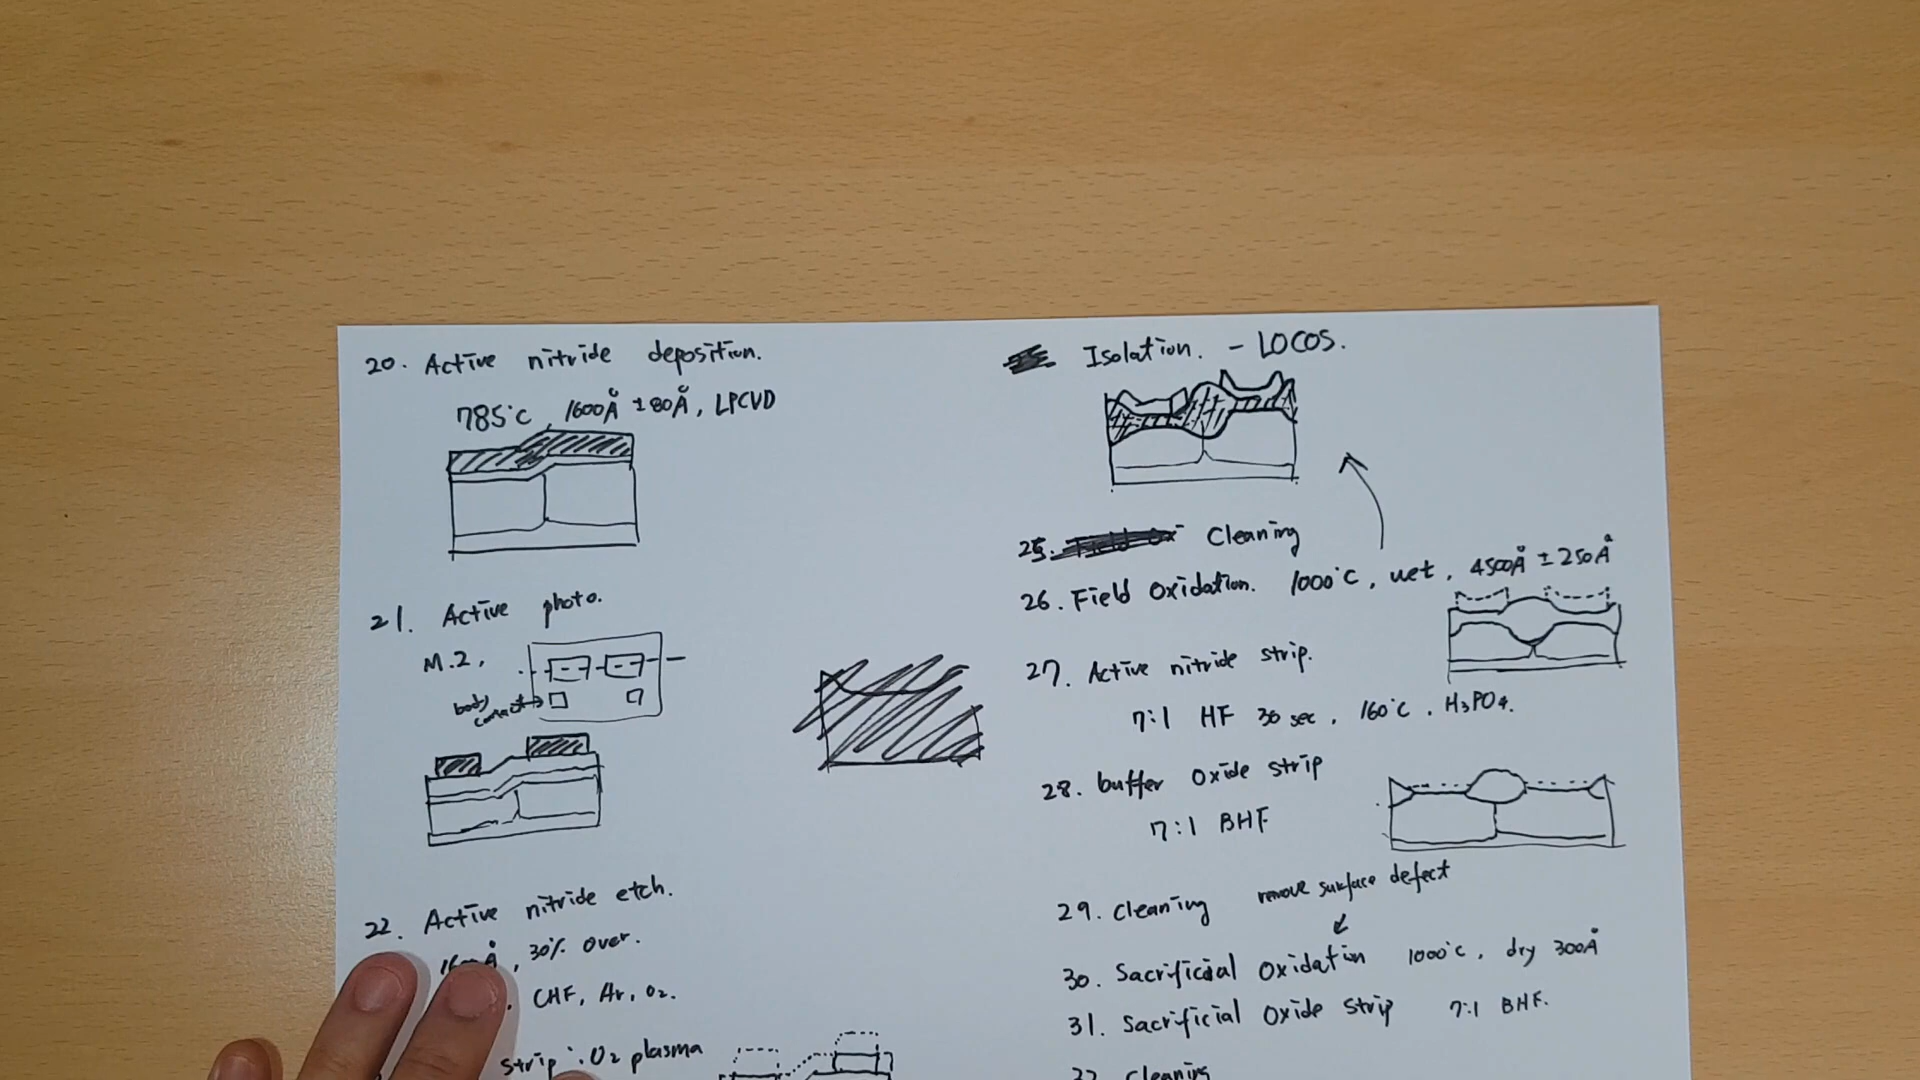 20. Active nitride deposition.
785°C 1600Å ±80Å, LPCVD
21. Active photo.
M.2,
body
contact
22. Active nitride etch.
1600Å, 30% over.
CHF, Ar, O2.
strip : O2 plasma
Isolation. - LOCOS.
25. Cleaning
26. Field Oxidation. 1000°C, wet, 4500Å ± 250Å
27. Active nitride strip.
7:1 HF 30 sec, 160°C, H3PO4.
28. buffer Oxide strip
7:1 BHF
29. Cleaning remove surface defect
30. Sacrificial Oxidation 1000°C, dry 300Å
31. Sacrificial Oxide strip 7:1 BHF.
Cleaning